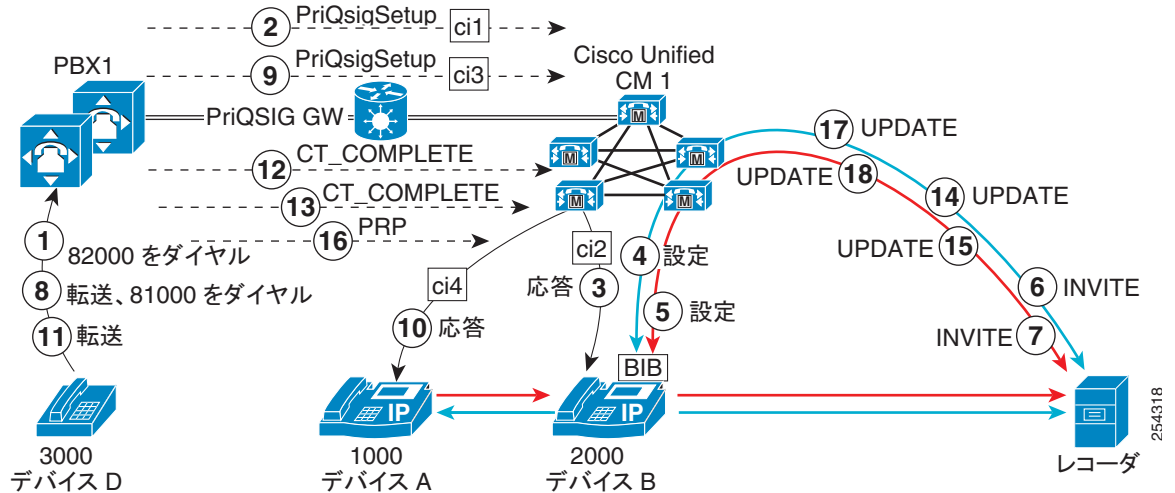 2 PriQsigSetup ci1
9 PriQsigSetup ci3
PBX1
Cisco Unified
CM 1
PriQSIG GW
M
M
M
M
M
12 CT_COMPLETE
13 CT_COMPLETE
16 PRP
17 UPDATE
UPDATE 18
14 UPDATE
UPDATE 15
1 82000 をダイヤル
8 転送、81000 をダイヤル
11 転送
ci4
ci2
10 応答
応答 3
4 設定
5 設定
6 INVITE
INVITE 7
BIB
IP
IP
3000
デバイス D
1000
デバイス A
2000
デバイス B
レコーダ
254318